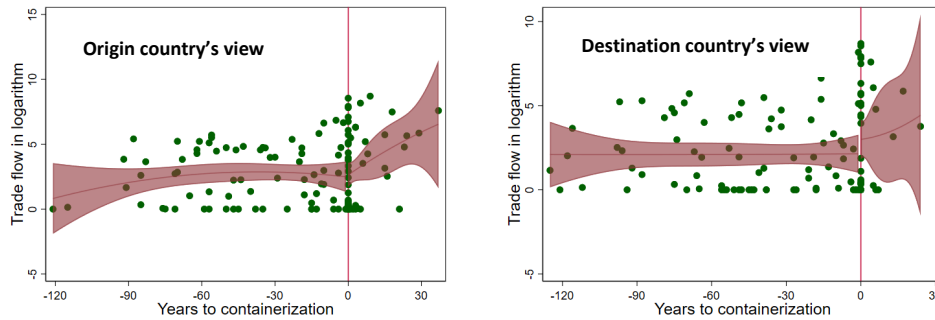 Origin country's view
Trade flow in logarithm
15
10
5
0
-5
-120 -90 -60 -30 0 30
Years to containerization
Destination country's view
Trade flow in logarithm
10
5
0
-5
-120 -90 -60 -30 0 30
Years to containerization